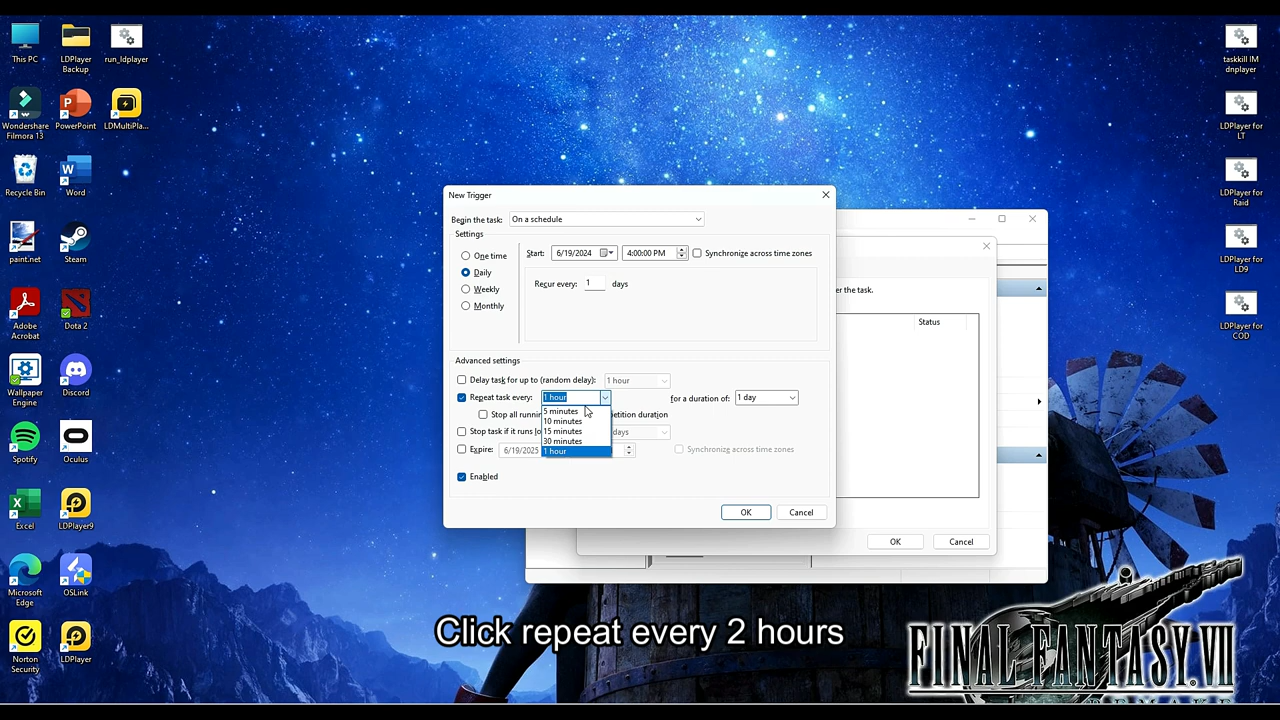 This PC
LDPlayer
Backup
run_ldplayer
Wondershare
Filmora 13
PowerPoint
LDMultiPla...
Recycle Bin
Word
paint.net
Steam
Adobe
Acrobat
Dota 2
Wallpaper
Engine
Discord
Spotify
Oculus
Excel
LDPlayer9
Microsoft
Edge
OSLink
Norton
Security
LDPlayer
taskkill IM
dnplayer
LDPlayer for
LT
LDPlayer for
Raid
LDPlayer for
LD9
LDPlayer for
COD
New Trigger
Begin the task: On a schedule
Settings
One time
Daily
Weekly
Monthly
Start: 6/19/2024 4:00:00 PM Synchronize across time zones
Recur every: 1 days
Advanced settings
Delay task for up to (random delay): 1 hour
Repeat task every: 1 hour for a duration of: 1 day
5 minutes
10 minutes
15 minutes
30 minutes
1 hour
Stop all runnin petition duration
Stop task if it runs lo days
Expire: 6/19/2025 Synchronize across time zones
Enabled
OK Cancel
er the task.
Status
OK Cancel
Click repeat every 2 hours
FINAL FANTASY VII